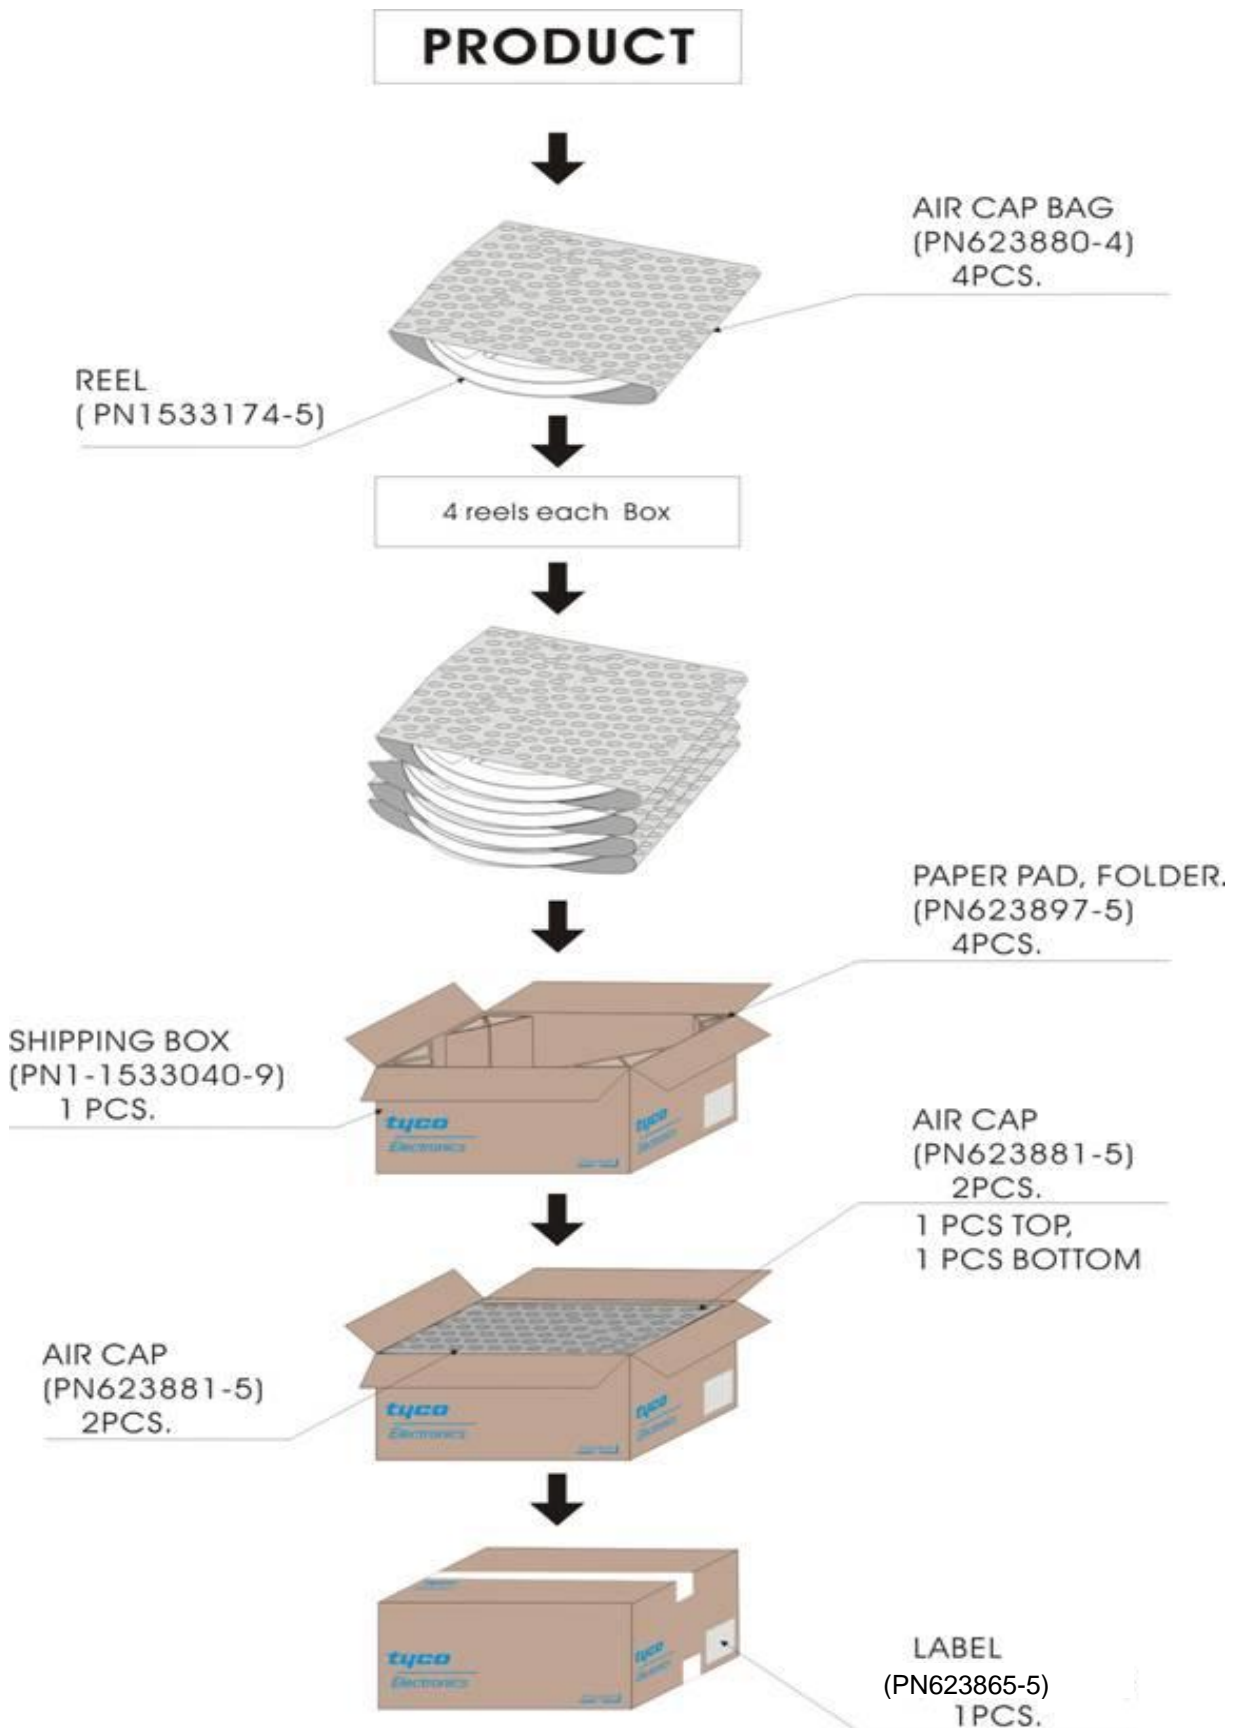 PRODUCT
AIR CAP BAG
(PN623880-4)
4PCS.
REEL
( PN1533174-5)
4 reels each Box
PAPER PAD, FOLDER.
(PN623897-5)
4PCS.
SHIPPING BOX
(PN1-1533040-9)
1 PCS.
tyco
Electronics
tyco
Electronics
AIR CAP
(PN623881-5)
2PCS.
1 PCS TOP,
1 PCS BOTTOM
AIR CAP
(PN623881-5)
2PCS.
tyco
Electronics
tyco
Electronics
tyco
Electronics
tyco
Electronics
LABEL
(PN623865-5)
1PCS.